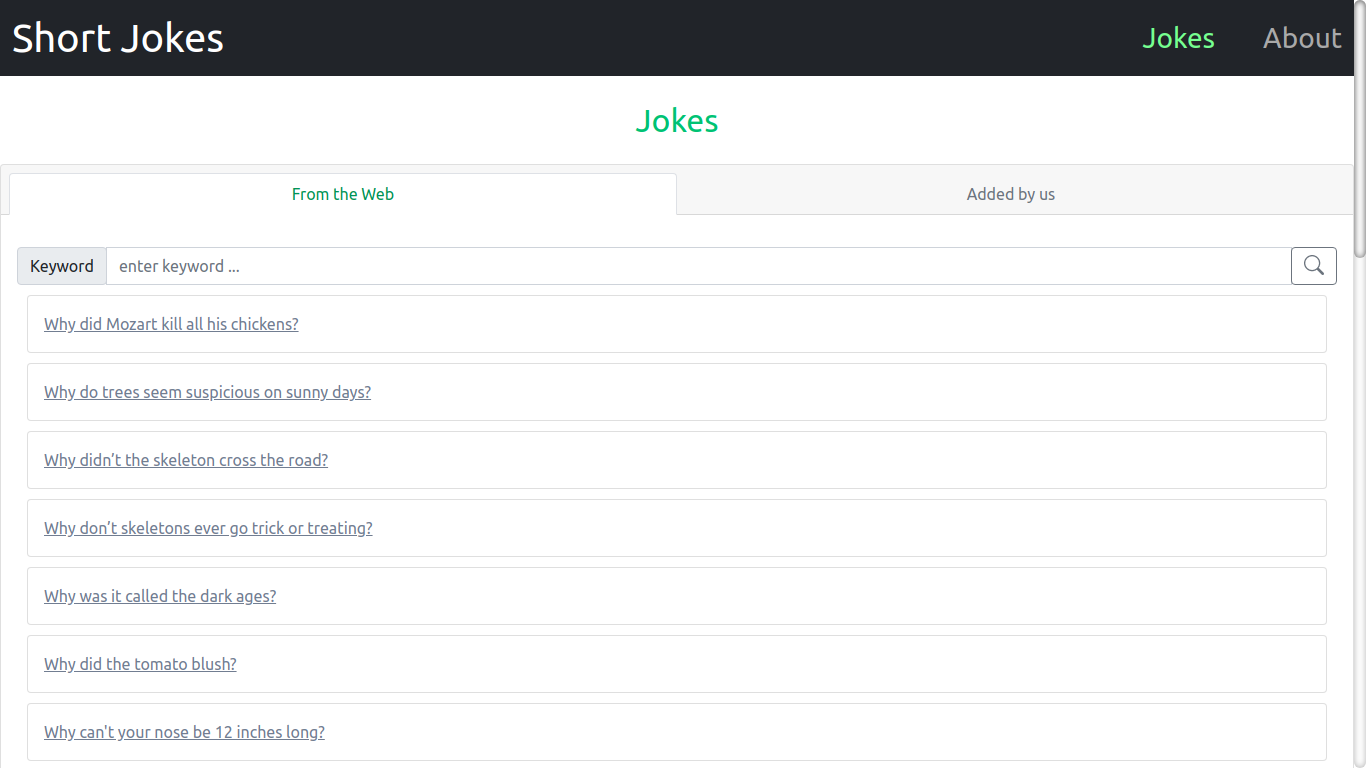 Short Jokes
Jokes
About
Jokes
From the Web
Added by us
Keyword
enter keyword ...
Why did Mozart kill all his chickens?
Why do trees seem suspicious on sunny days?
Why didn’t the skeleton cross the road?
Why don’t skeletons ever go trick or treating?
Why was it called the dark ages?
Why did the tomato blush?
Why can't your nose be 12 inches long?